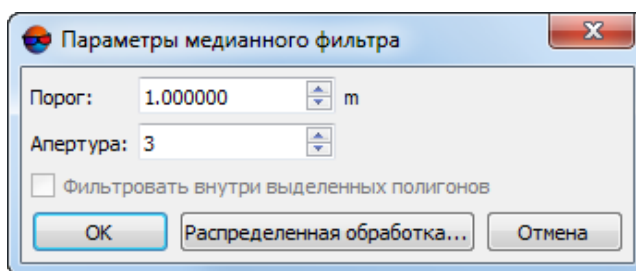 Параметры медианного фильтра
Порог: 1.000000 m
Апертура: 3
Фильтровать внутри выделенных полигонов
OK Распределенная обработка... Отмена